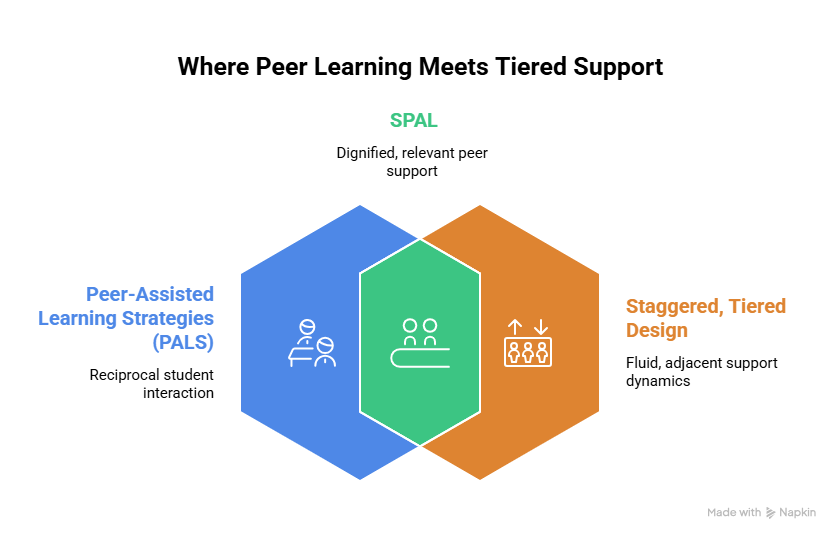 Where Peer Learning Meets Tiered Support
SPAL
Dignified, relevant peer
support
Peer-Assisted
Learning Strategies
(PALS)
Reciprocal student
interaction
Staggered, Tiered
Design
Fluid, adjacent support
dynamics
Made with Napkin